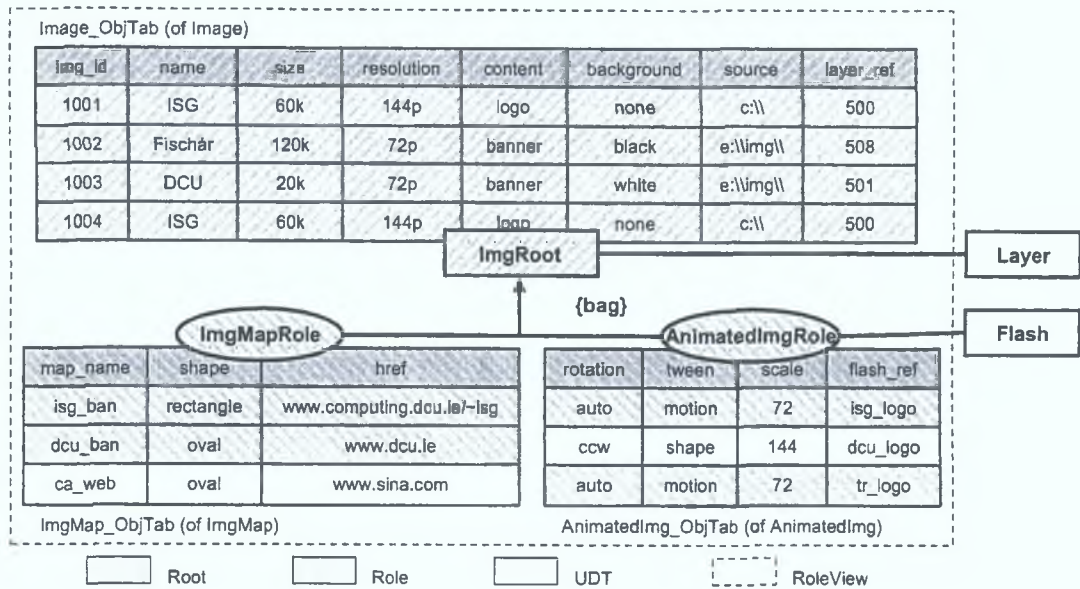 Image_ObjTab (of Image)
img_id name size resolution content background source layer_ref
1001 ISG 60k 144p logo none c:\\ 500
1002 Fischár 120k 72p banner black e:\\img\\ 508
1003 DCU 20k 72p banner white e:\\img\\ 501
1004 ISG 60k 144p logo none c:\\ 500
ImgRoot
Layer
{bag}
ImgMapRole
AnimatedImgRole
Flash
map_name shape href
isg_ban rectangle www.computing.dcu.ie/~isg
dcu_ban oval www.dcu.ie
ca_web oval www.sina.com
ImgMap_ObjTab (of ImgMap)
rotation tween scale flash_ref
auto motion 72 isg_logo
ccw shape 144 dcu_logo
auto motion 72 tr_logo
AnimatedImg_ObjTab (of AnimatedImg)
Root Role UDT RoleView